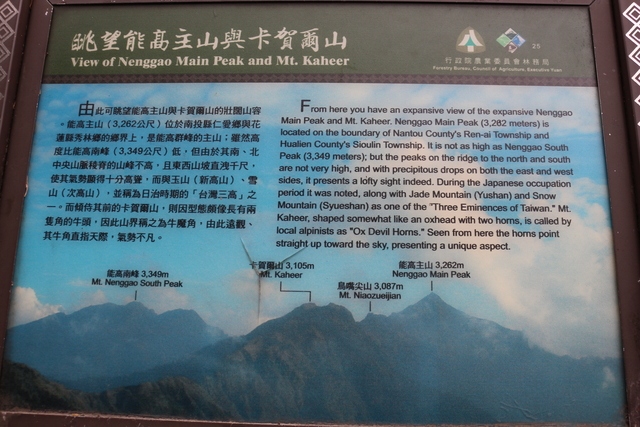 眺望能高主山與卡賀爾山
View of Nenggao Main Peak and Mt. Kaheer
行政院農業委員會林務局
Forestry Bureau, Council of Agriculture, Executive Yuan
25
由此可眺望能高主山與卡賀爾山的壯闊山容
。能高主山（3,262公尺）位於南投縣仁愛鄉與花
蓮縣秀林鄉的鄉界上，是能高群峰的主山；雖然高
度比能高南峰（3,349公尺）低，但由於其南、北
中央山脈稜脊的山峰不高，且東西山坡直洩千尺，
使其氣勢顯得十分高聳，而與玉山（新高山）、雪
山（次高山），並稱為日治時期的「台灣三高」之
一。而傾倚其前的卡賀爾山，則因型態頗像長有兩
隻角的牛頭，因此山界稱之為牛魔角，由此遠觀、
其牛角直指天際，氣勢不凡。
From here you have an expansive view of the expansive Nenggao
Main Peak and Mt. Kaheer. Nenggao Main Peak (3,262 meters) is
located on the boundary of Nantou County's Ren-ai Township and
Hualien County's Sioulin Township. It is not as high as Nenggao South
Peak (3,349 meters); but the peaks on the ridge to the north and south
are not very high, and with precipitous drops on both the east and west
sides, it presents a lofty sight indeed. During the Japanese occupation
period it was noted, along with Jade Mountain (Yushan) and Snow
Mountain (Syueshan) as one of the "Three Eminences of Taiwan." Mt.
Kaheer, shaped somewhat like an oxhead with two horns, is called by
local alpinists as "Ox Devil Horns." Seen from here the horns point
straight up toward the sky, presenting a unique aspect.
能高南峰 3,349m
Mt. Nenggao South Peak
卡賀爾山 3,105m
Mt. Kaheer
鳥嘴尖山 3,087m
Mt. Niaozueijian
能高主山 3,262m
Nenggao Main Peak